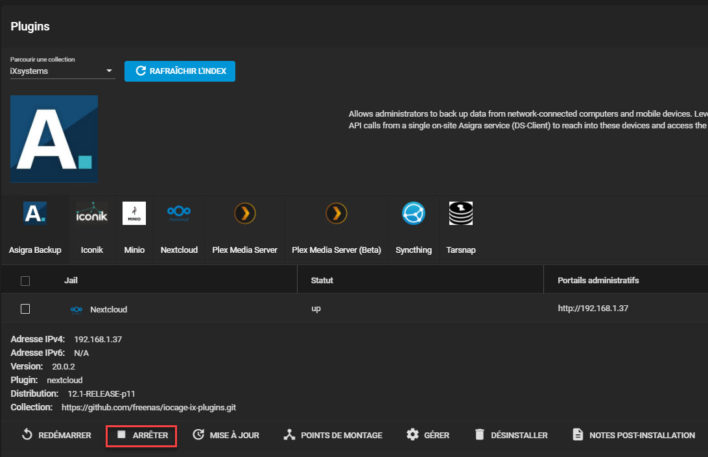 Plugins
Parcourir une collection
iXsystems
RAFRAÎCHIR L'INDEX
A.
Allows administrators to back up data from network-connected computers and mobile devices. Leve
API calls from a single on-site Asigra service (DS-Client) to reach into these devices and access the
A.
iconik
MINIO
Asigra Backup
Iconik
Minio
Nextcloud
Plex Media Server
Plex Media Server (Beta)
Syncthing
Tarsnap
Jail
Statut
Portails administratifs
Nextcloud
up
http://192.168.1.37
Adresse IPv4: 192.168.1.37
Adresse IPv6: N/A
Version: 20.0.2
Plugin: nextcloud
Distribution: 12.1-RELEASE-p11
Collection: https://github.com/freenas/iocage-ix-plugins.git
REDÉMARRER
ARRÊTER
MISE À JOUR
POINTS DE MONTAGE
GÉRER
DÉSINSTALLER
NOTES POST-INSTALLATION